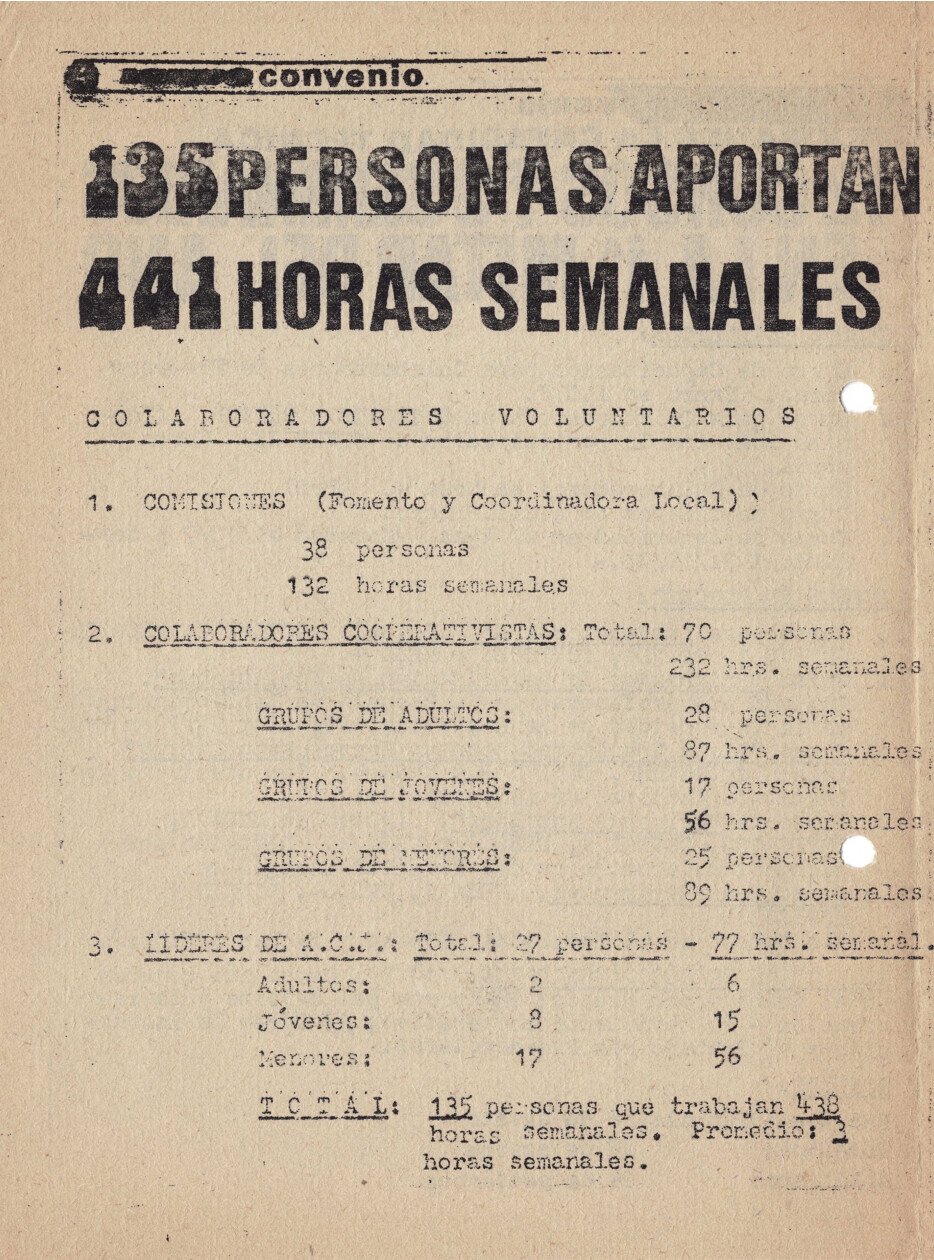 4 convenio
135 PERSONAS APORTAN
441 HORAS SEMANALES
COLABORADORES VOLUNTARIOS
1. COMISIONES (Fomento y Coordinadora Local))
38 personas
132 horas semanales
2. COLABORADORES COOPERATIVISTAS: Total: 70 personas
232 hrs. semanales
GRUPOS DE ADULTOS: 28 personas
87 hrs. semanales
GRUPOS DE JOVENES: 17 personas
56 hrs. semanales
GRUPOS DE MENORES: 25 personas
89 hrs. semanales
3. LIDERES DE A.C.J.: Total: 27 personas - 77 hrs. semanal.
Adultos: 2 6
Jóvenes: 8 15
Menores: 17 56
TOTAL: 135 personas que trabajan 438
horas semanales. Promedio: 3
horas semanales.